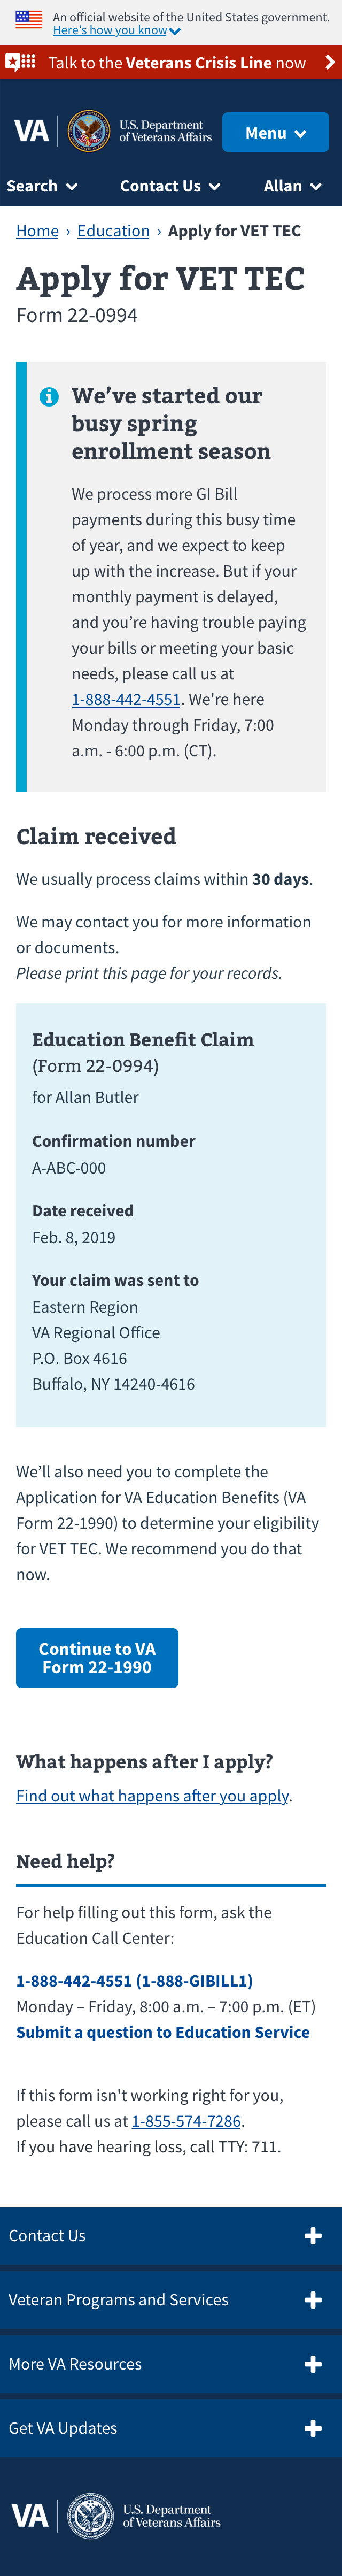 An official website of the United States government.
Here's how you know
Talk to the Veterans Crisis Line now
VA
U.S. Department
of Veterans Affairs
Menu
Search
Contact Us
Allan
Home › Education › Apply for VET TEC
Apply for VET TEC
Form 22-0994
We've started our
busy spring
enrollment season
We process more GI Bill
payments during this busy time
of year, and we expect to keep
up with the increase. But if your
monthly payment is delayed,
and you're having trouble paying
your bills or meeting your basic
needs, please call us at
1-888-442-4551. We're here
Monday through Friday, 7:00
a.m. - 6:00 p.m. (CT).
Claim received
We usually process claims within 30 days.
We may contact you for more information
or documents.
Please print this page for your records.
Education Benefit Claim
(Form 22-0994)
for Allan Butler
Confirmation number
A-ABC-000
Date received
Feb. 8, 2019
Your claim was sent to
Eastern Region
VA Regional Office
P.O. Box 4616
Buffalo, NY 14240-4616
We'll also need you to complete the
Application for VA Education Benefits (VA
Form 22-1990) to determine your eligibility
for VET TEC. We recommend you do that
now.
Continue to VA
Form 22-1990
What happens after I apply?
Find out what happens after you apply.
Need help?
For help filling out this form, ask the
Education Call Center:
1-888-442-4551 (1-888-GIBILL1)
Monday – Friday, 8:00 a.m. – 7:00 p.m. (ET)
Submit a question to Education Service
If this form isn't working right for you,
please call us at 1-855-574-7286.
If you have hearing loss, call TTY: 711.
Contact Us
Veteran Programs and Services
More VA Resources
Get VA Updates
VA
U.S. Department
of Veterans Affairs